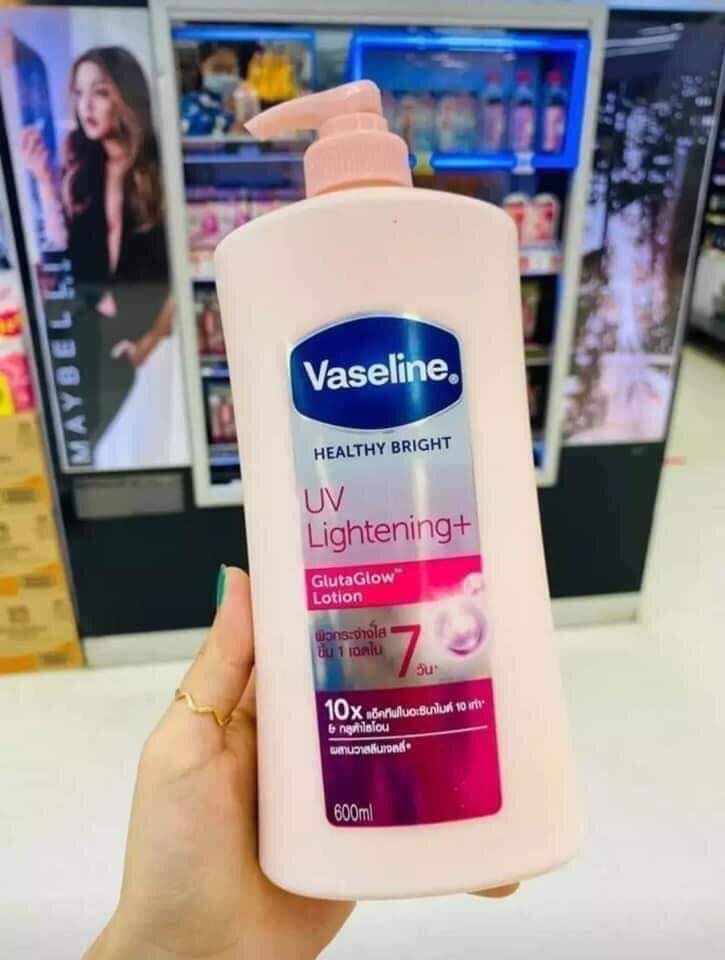 MAYBELLI
Vaseline®
HEALTHY BRIGHT
UV
Lightening+
GlutaGlow™
Lotion
ผิวกระจ่างใส
ขึ้น 1 เฉดใน
7
วัน*
10x แอ็คทีฟไนอะซินาไมด์ 10 เท่า*
& กลูต้าไธโอน
ผสานวาสลีนเจลลี่*
600ml